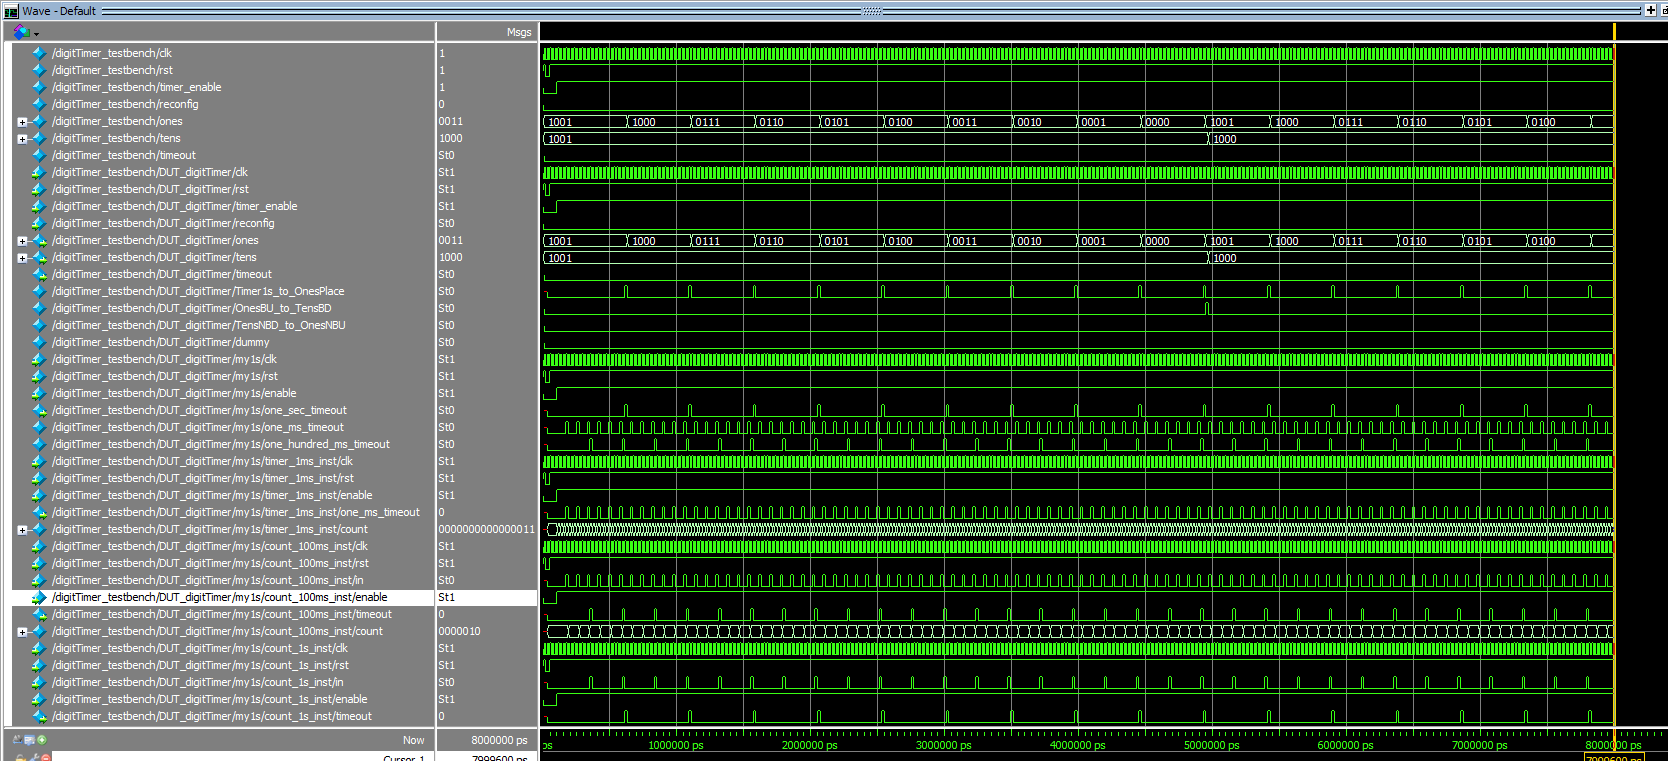 Wave - Default
Msgs
/digitTimer_testbench/clk 1
/digitTimer_testbench/rst 1
/digitTimer_testbench/timer_enable 1
/digitTimer_testbench/reconfig 0
/digitTimer_testbench/ones 0011 1001 1000 0111 0110 0101 0100 0011 0010 0001 0000 1001 1000 0111 0110 0101 0100
/digitTimer_testbench/tens 1000 1001 1000
/digitTimer_testbench/timeout St0
/digitTimer_testbench/DUT_digitTimer/clk St1
/digitTimer_testbench/DUT_digitTimer/rst St1
/digitTimer_testbench/DUT_digitTimer/timer_enable St1
/digitTimer_testbench/DUT_digitTimer/reconfig St0
/digitTimer_testbench/DUT_digitTimer/ones 0011 1001 1000 0111 0110 0101 0100 0011 0010 0001 0000 1001 1000 0111 0110 0101 0100
/digitTimer_testbench/DUT_digitTimer/tens 1000 1001 1000
/digitTimer_testbench/DUT_digitTimer/timeout St0
/digitTimer_testbench/DUT_digitTimer/Timer1s_to_OnesPlace St0
/digitTimer_testbench/DUT_digitTimer/OnesBU_to_TensBD St0
/digitTimer_testbench/DUT_digitTimer/TensNBD_to_OnesNBU St0
/digitTimer_testbench/DUT_digitTimer/dummy St0
/digitTimer_testbench/DUT_digitTimer/my1s/clk St1
/digitTimer_testbench/DUT_digitTimer/my1s/rst St1
/digitTimer_testbench/DUT_digitTimer/my1s/enable St1
/digitTimer_testbench/DUT_digitTimer/my1s/one_sec_timeout St0
/digitTimer_testbench/DUT_digitTimer/my1s/one_ms_timeout St0
/digitTimer_testbench/DUT_digitTimer/my1s/one_hundred_ms_timeout St0
/digitTimer_testbench/DUT_digitTimer/my1s/timer_1ms_inst/clk St1
/digitTimer_testbench/DUT_digitTimer/my1s/timer_1ms_inst/rst St1
/digitTimer_testbench/DUT_digitTimer/my1s/timer_1ms_inst/enable St1
/digitTimer_testbench/DUT_digitTimer/my1s/timer_1ms_inst/one_ms_timeout 0
/digitTimer_testbench/DUT_digitTimer/my1s/timer_1ms_inst/count 0000000000000011
/digitTimer_testbench/DUT_digitTimer/my1s/count_100ms_inst/clk St1
/digitTimer_testbench/DUT_digitTimer/my1s/count_100ms_inst/rst St1
/digitTimer_testbench/DUT_digitTimer/my1s/count_100ms_inst/in St0
/digitTimer_testbench/DUT_digitTimer/my1s/count_100ms_inst/enable St1
/digitTimer_testbench/DUT_digitTimer/my1s/count_100ms_inst/timeout 0
/digitTimer_testbench/DUT_digitTimer/my1s/count_100ms_inst/count 0000010
/digitTimer_testbench/DUT_digitTimer/my1s/count_1s_inst/clk St1
/digitTimer_testbench/DUT_digitTimer/my1s/count_1s_inst/rst St1
/digitTimer_testbench/DUT_digitTimer/my1s/count_1s_inst/in St0
/digitTimer_testbench/DUT_digitTimer/my1s/count_1s_inst/enable St1
/digitTimer_testbench/DUT_digitTimer/my1s/count_1s_inst/timeout 0
Now 8000000 ps ps 1000000 ps 2000000 ps 3000000 ps 4000000 ps 5000000 ps 6000000 ps 7000000 ps 8000000 ps
Cursor 1 7999600 ps 7999600 ps